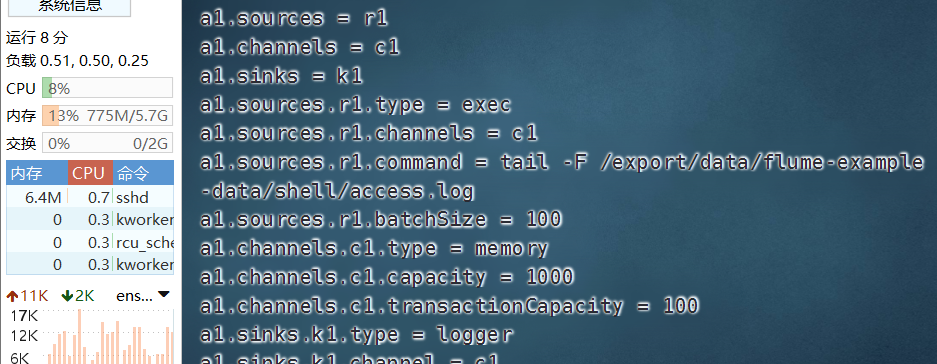 系统信息
运行 8 分
负载 0.51, 0.50, 0.25
CPU 8%
内存 13% 775M/5.7G
交换 0% 0/2G
内存 CPU 命令
6.4M 0.7 sshd
0 0.3 kworker
0 0.3 rcu_sche
0 0.3 kworker
11K 2K ens...
17K
12K
6K
a1.sources = r1
a1.channels = c1
a1.sinks = k1
a1.sources.r1.type = exec
a1.sources.r1.channels = c1
a1.sources.r1.command = tail -F /export/data/flume-example
-data/shell/access.log
a1.sources.r1.batchSize = 100
a1.channels.c1.type = memory
a1.channels.c1.capacity = 1000
a1.channels.c1.transactionCapacity = 100
a1.sinks.k1.type = logger
a1.sinks.k1.channel = c1